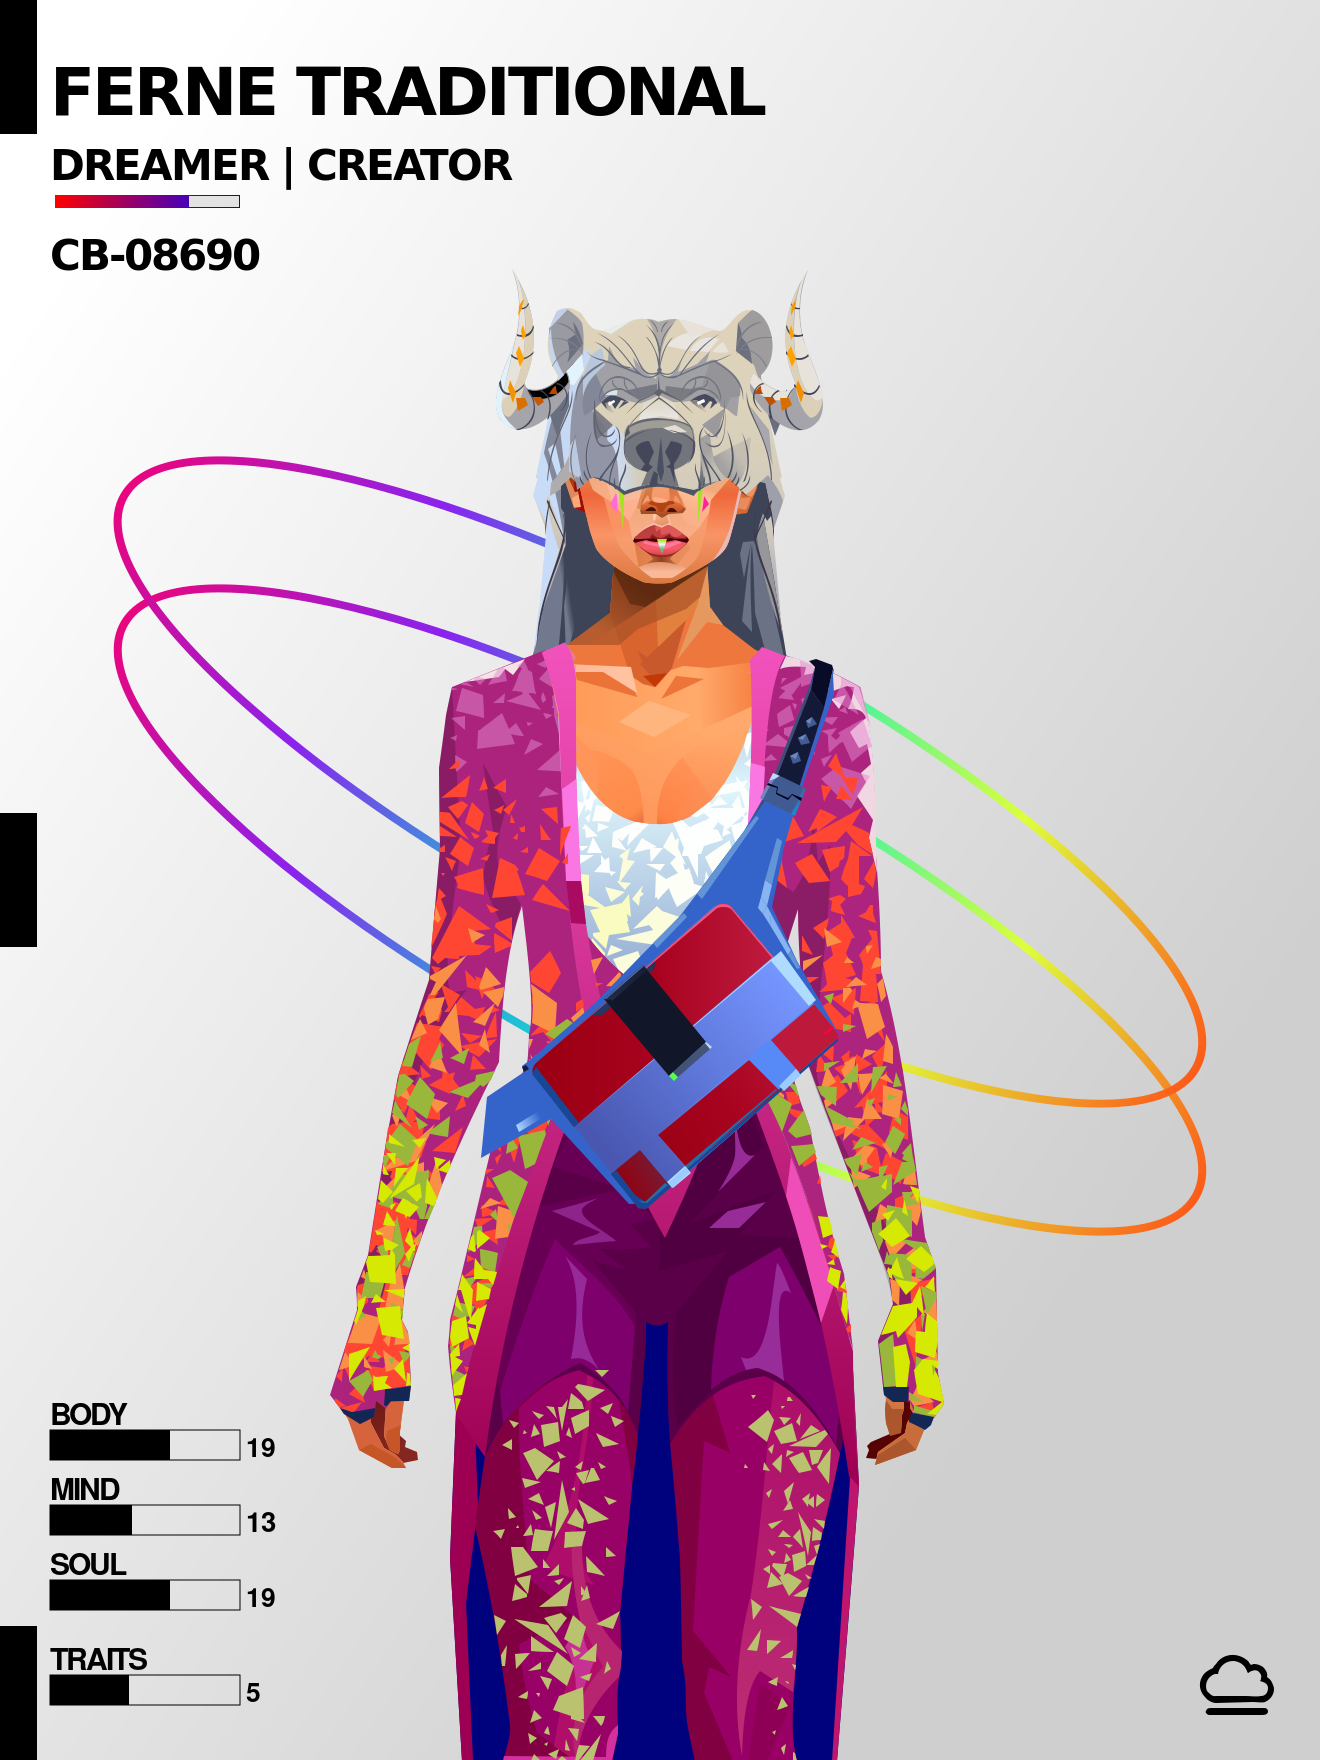 FERNE TRADITIONAL
DREAMER | CREATOR
CB-08690
BODY
19
MIND
13
SOUL
19
TRAITS
5